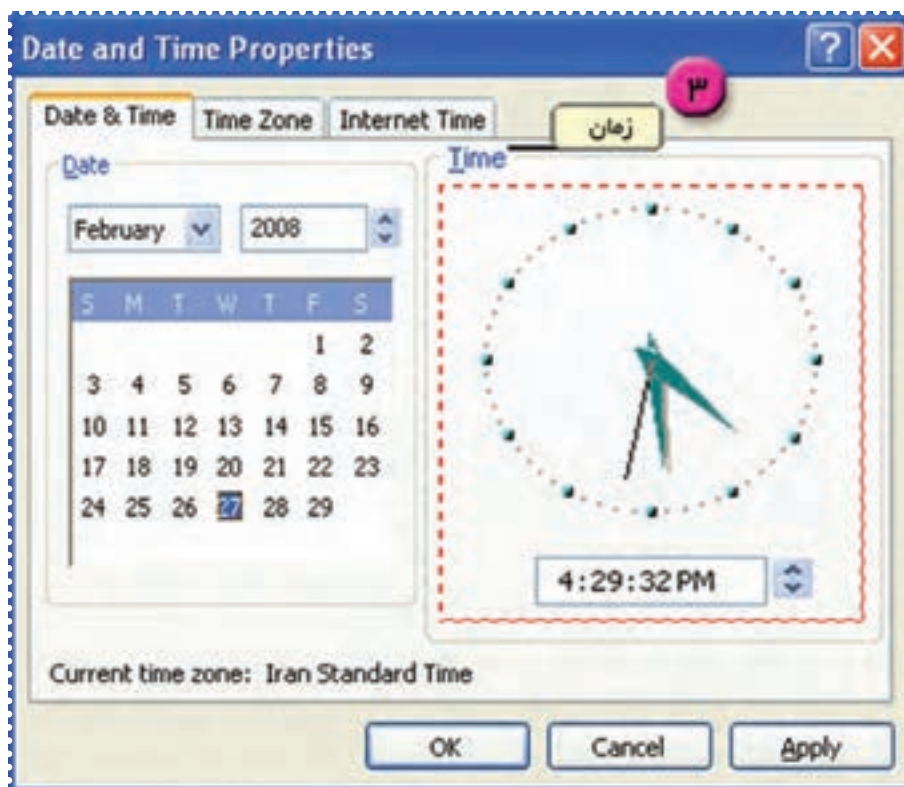 Date and Time Properties
۳
Date & Time Time Zone Internet Time
زمان
Date
Time
February 2008
S M T W T F S
1 2
3 4 5 6 7 8 9
10 11 12 13 14 15 16
17 18 19 20 21 22 23
24 25 26 27 28 29
4:29:32 PM
Current time zone: Iran Standard Time
OK Cancel Apply